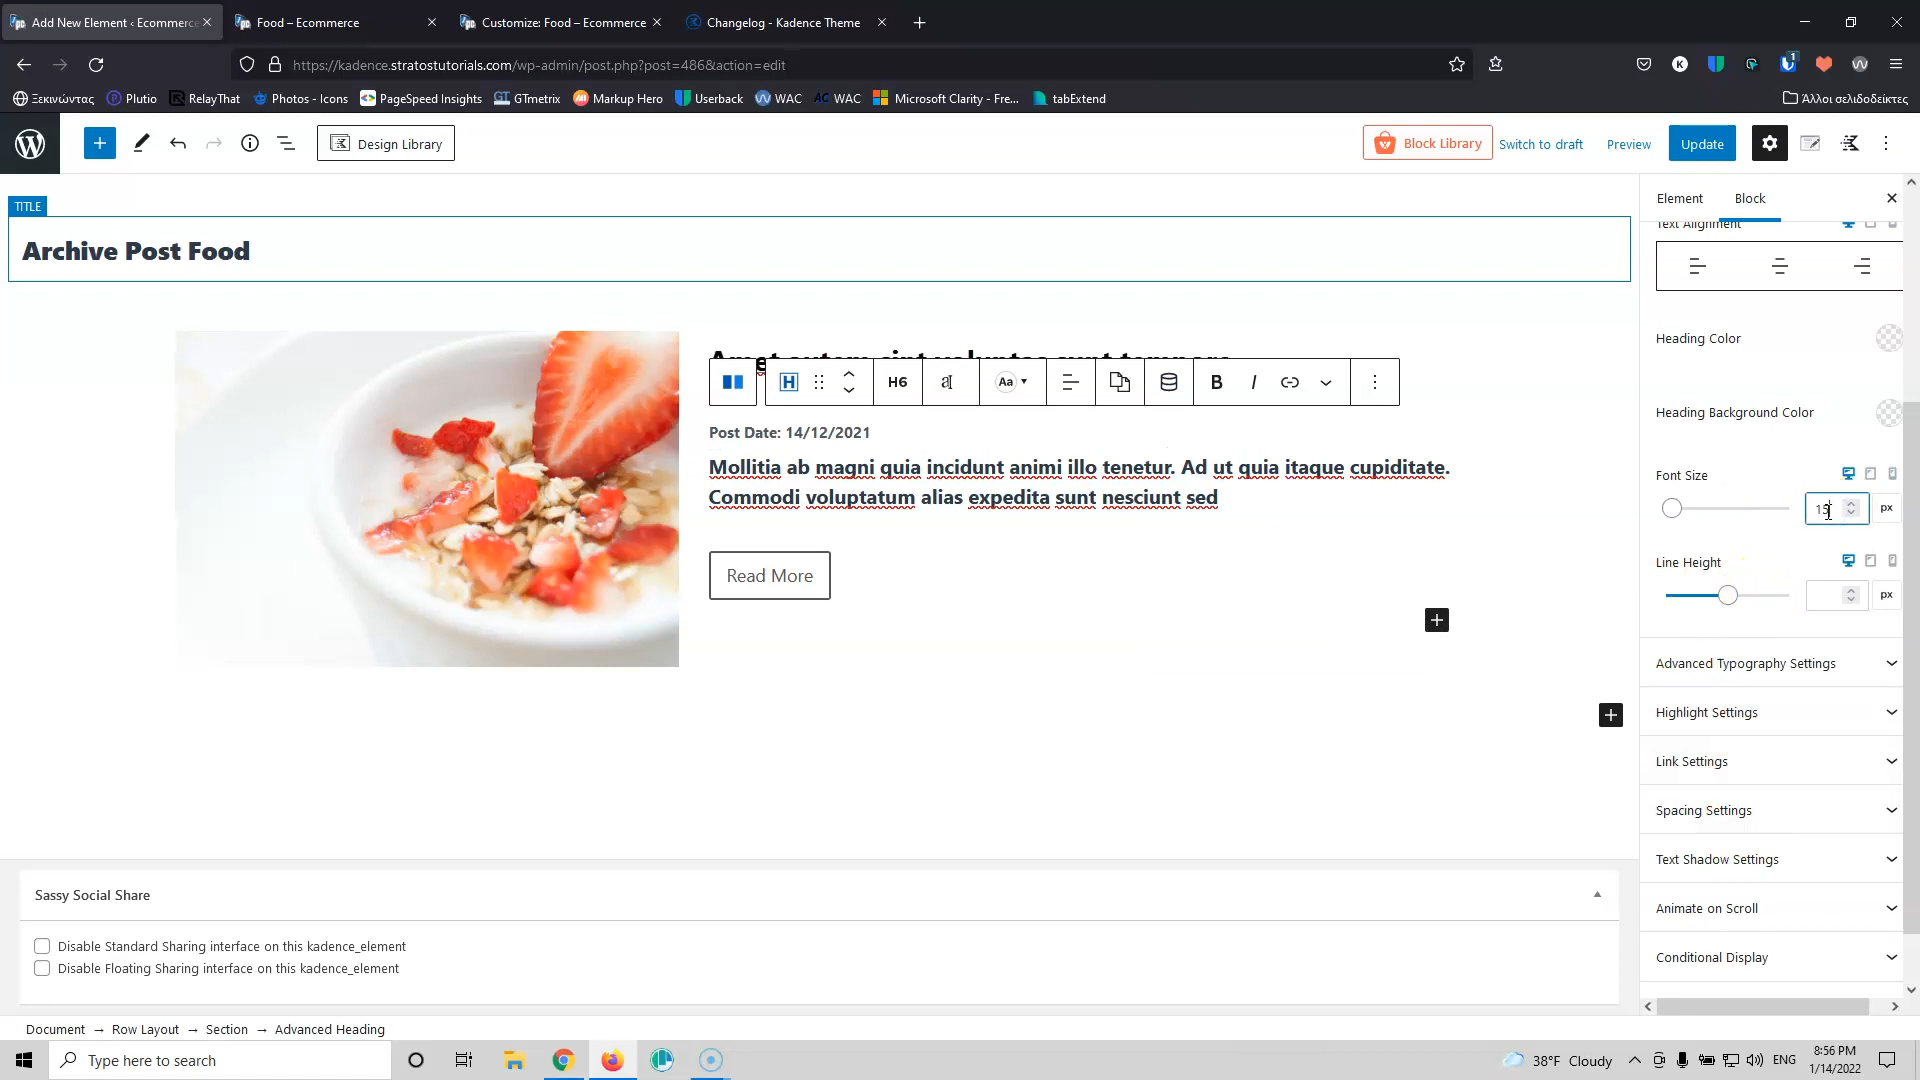 Add New Element ‹ Ecommerce
Food – Ecommerce
Customize: Food – Ecommerce
Changelog - Kadence Theme
https://kadence.stratostutorials.com/wp-admin/post.php?post=486&action=edit
Ξεκινώντας
Plutio
RelayThat
Photos - Icons
PageSpeed Insights
GTmetrix
Markup Hero
Userback
WAC
WAC
Microsoft Clarity - Fre...
tabExtend
Άλλοι σελιδοδείκτες
Design Library
Block Library
Switch to draft
Preview
Update
Element
Block
TITLE
Archive Post Food
Text Alignment
Heading Color
Heading Background Color
Font Size
15
px
Line Height
px
H6
Aa
B
I
Post Date: 14/12/2021
Mollitia ab magni quia incidunt animi illo tenetur. Ad ut quia itaque cupiditate.
Commodi voluptatum alias expedita sunt nesciunt sed
Read More
Advanced Typography Settings
Highlight Settings
Link Settings
Spacing Settings
Text Shadow Settings
Animate on Scroll
Conditional Display
Sassy Social Share
Disable Standard Sharing interface on this kadence_element
Disable Floating Sharing interface on this kadence_element
Document → Row Layout → Section → Advanced Heading
Type here to search
38°F Cloudy
ENG
8:56 PM
1/14/2022